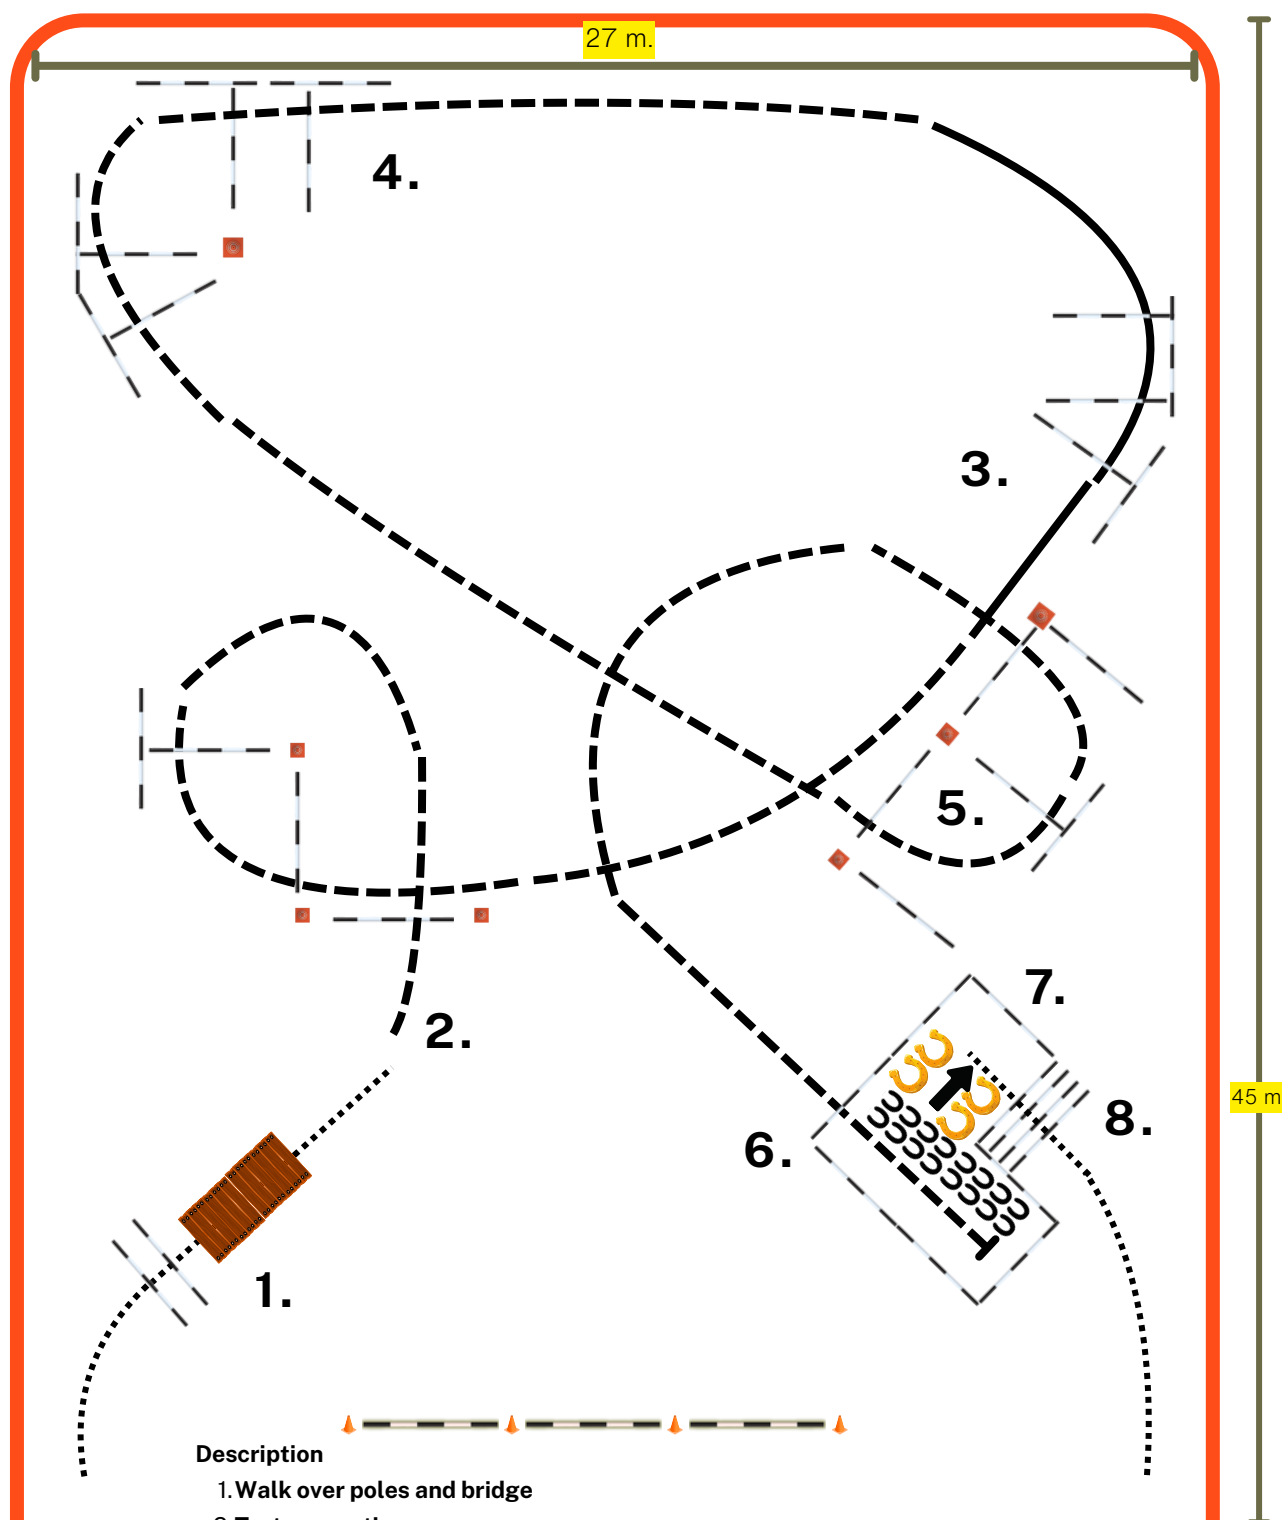 27 m.
4.
3.
5.
7.
2.
45 m
8.
6.
1.
Description
1.Walk over poles and bridge